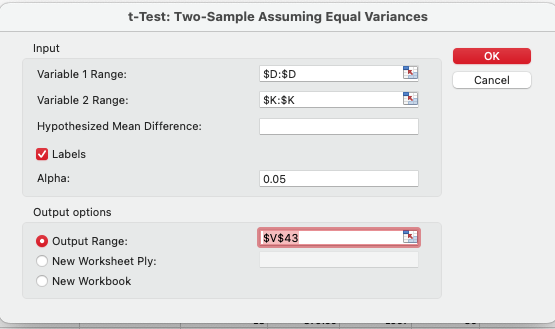 t-Test: Two-Sample Assuming Equal Variances
Input
OK
Variable 1 Range: $D:$D
Cancel
Variable 2 Range: $K:$K
Hypothesized Mean Difference:
Labels
Alpha: 0.05
Output options
Output Range: $V$43
New Worksheet Ply:
New Workbook